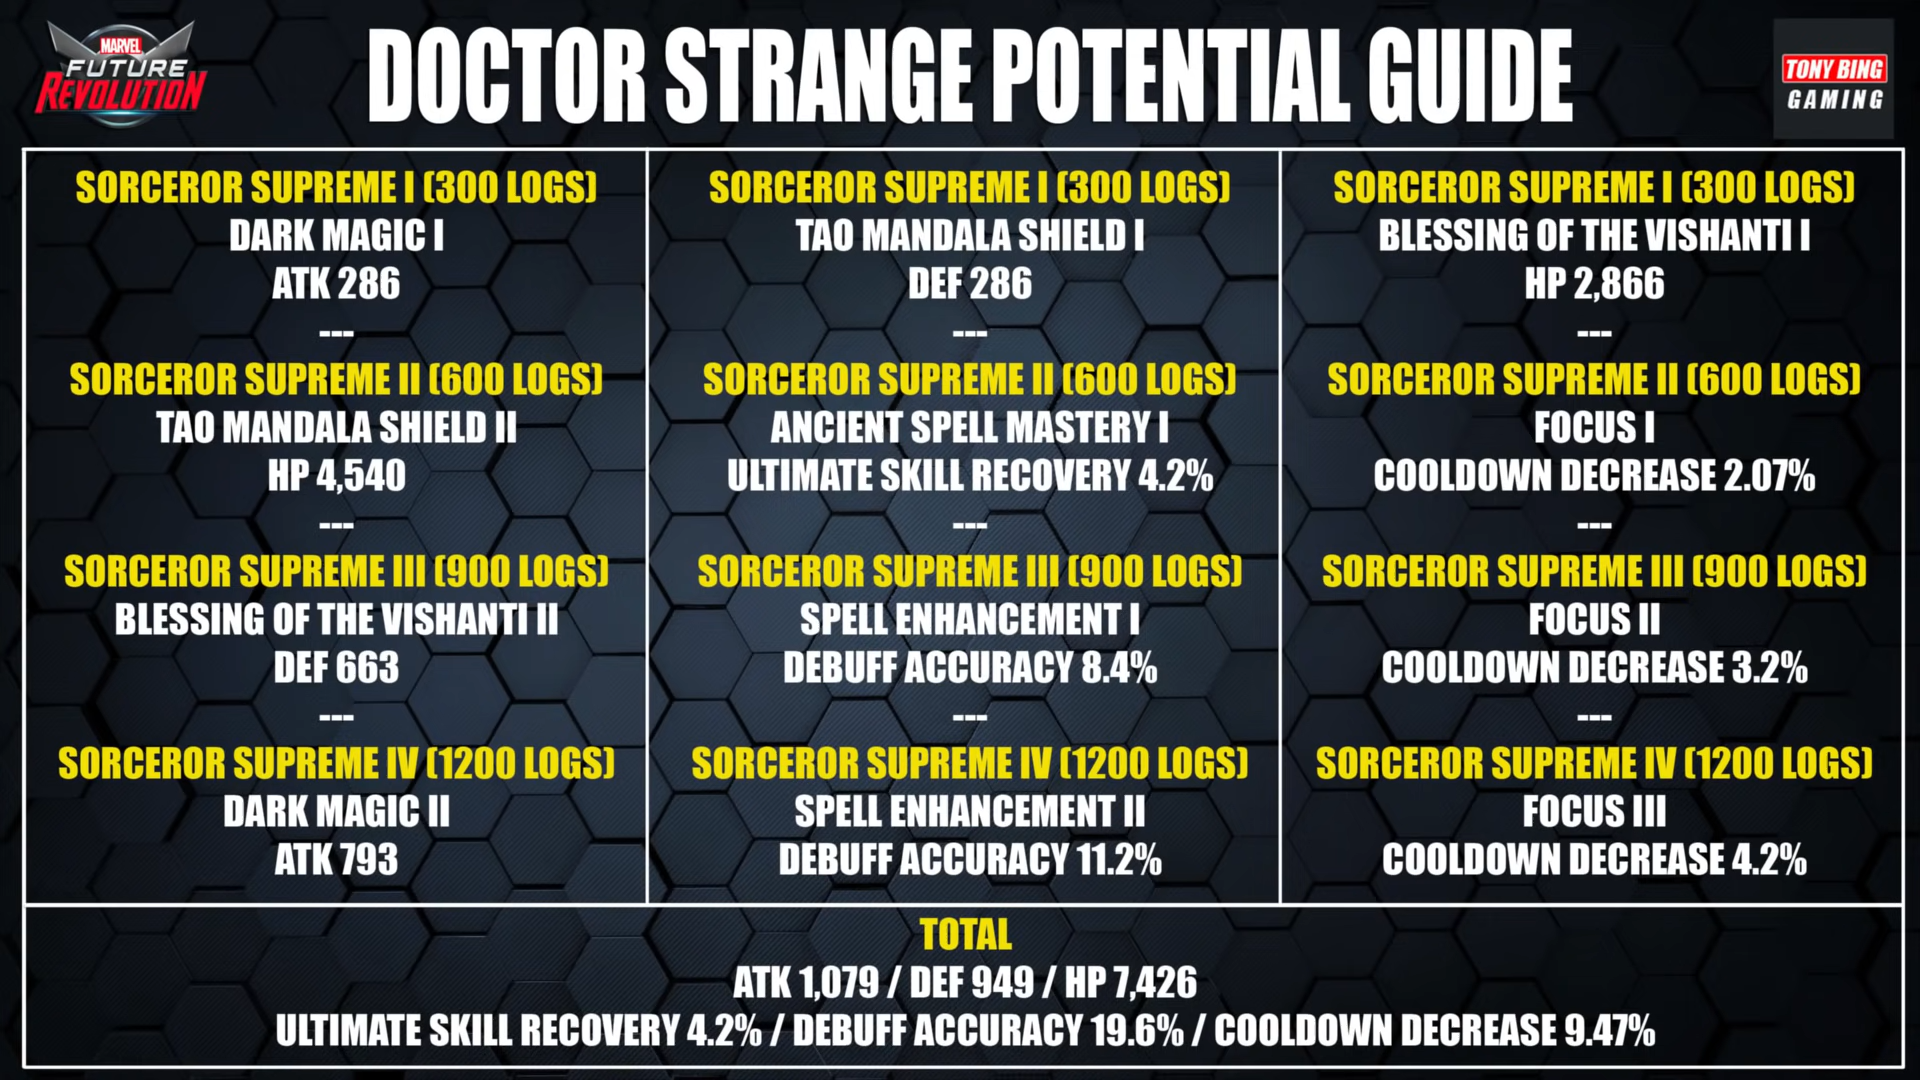 MARVEL
FUTURE
REVOLUTION
DOCTOR STRANGE POTENTIAL GUIDE
TONY BING
GAMING
SORCEROR SUPREME I (300 LOGS)
DARK MAGIC I
ATK 286
---
SORCEROR SUPREME II (600 LOGS)
TAO MANDALA SHIELD II
HP 4,540
---
SORCEROR SUPREME III (900 LOGS)
BLESSING OF THE VISHANTI II
DEF 663
---
SORCEROR SUPREME IV (1200 LOGS)
DARK MAGIC II
ATK 793
SORCEROR SUPREME I (300 LOGS)
TAO MANDALA SHIELD I
DEF 286
---
SORCEROR SUPREME II (600 LOGS)
ANCIENT SPELL MASTERY I
ULTIMATE SKILL RECOVERY 4.2%
---
SORCEROR SUPREME III (900 LOGS)
SPELL ENHANCEMENT I
DEBUFF ACCURACY 8.4%
---
SORCEROR SUPREME IV (1200 LOGS)
SPELL ENHANCEMENT II
DEBUFF ACCURACY 11.2%
SORCEROR SUPREME I (300 LOGS)
BLESSING OF THE VISHANTI I
HP 2,866
---
SORCEROR SUPREME II (600 LOGS)
FOCUS I
COOLDOWN DECREASE 2.07%
---
SORCEROR SUPREME III (900 LOGS)
FOCUS II
COOLDOWN DECREASE 3.2%
---
SORCEROR SUPREME IV (1200 LOGS)
FOCUS III
COOLDOWN DECREASE 4.2%
TOTAL
ATK 1,079 / DEF 949 / HP 7,426
ULTIMATE SKILL RECOVERY 4.2% / DEBUFF ACCURACY 19.6% / COOLDOWN DECREASE 9.47%